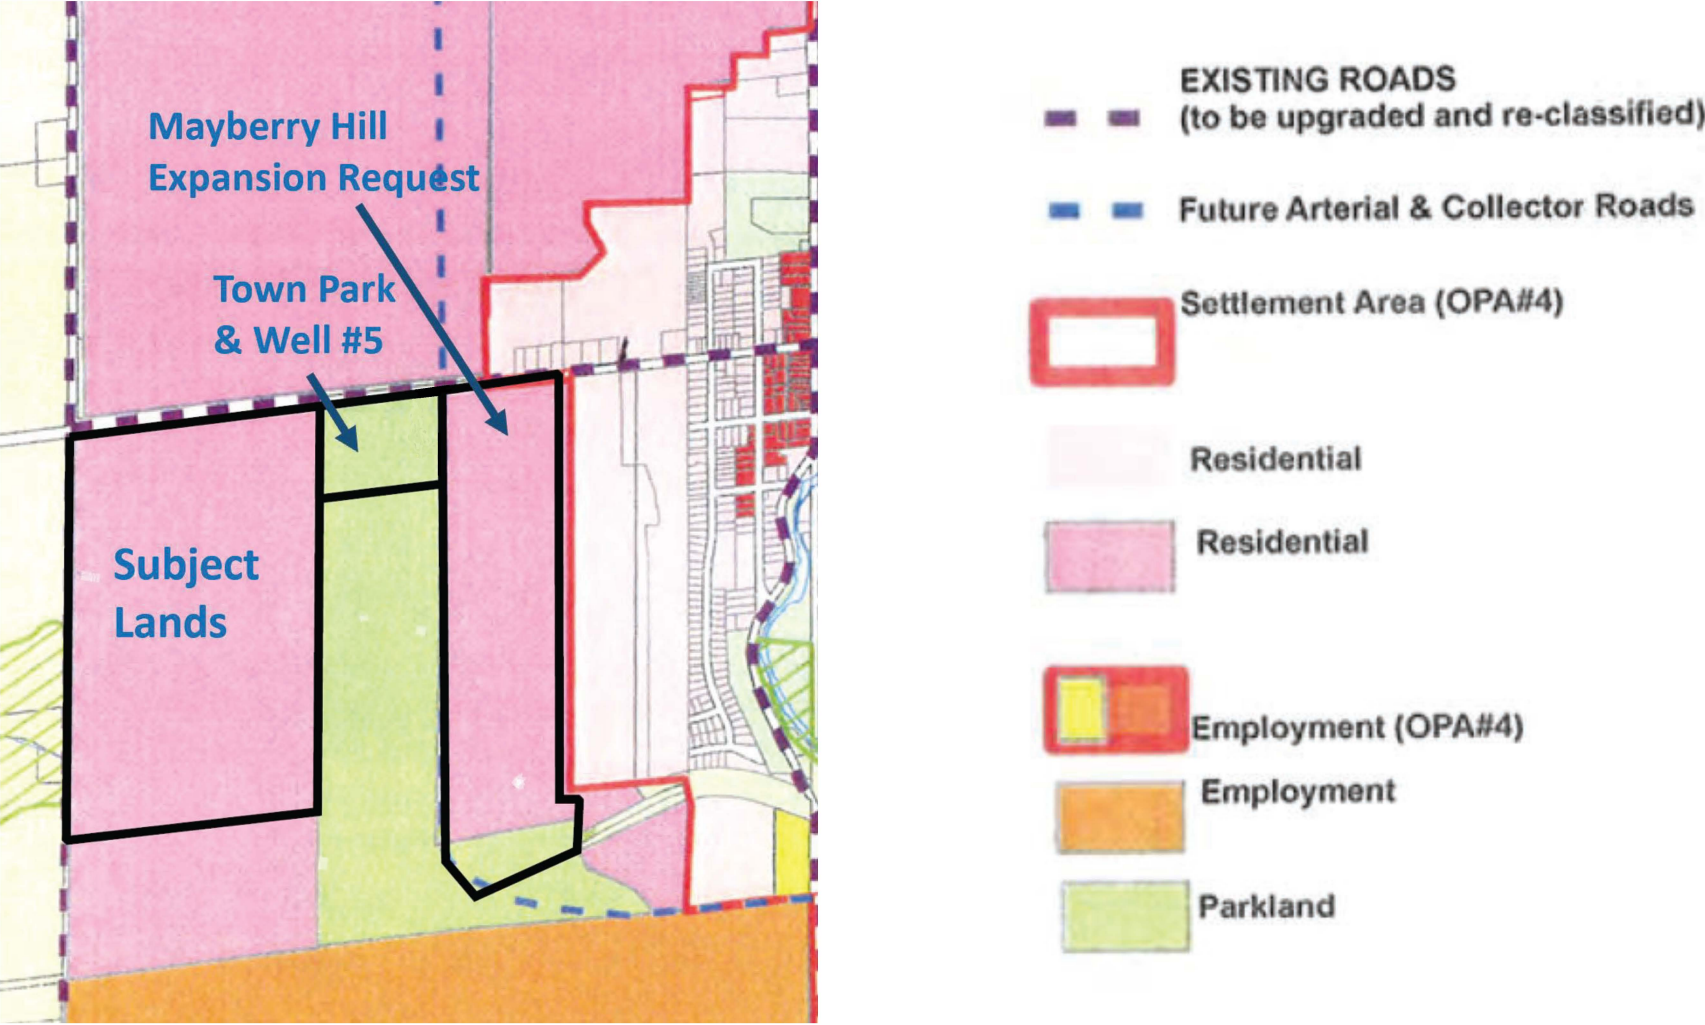 Mayberry Hill
Expansion Request
Town Park
& Well #5
Subject
Lands
EXISTING ROADS
(to be upgraded and re-classified)
Future Arterial & Collector Roads
Settlement Area (OPA#4)
Residential
Residential
Employment (OPA#4)
Employment
Parkland